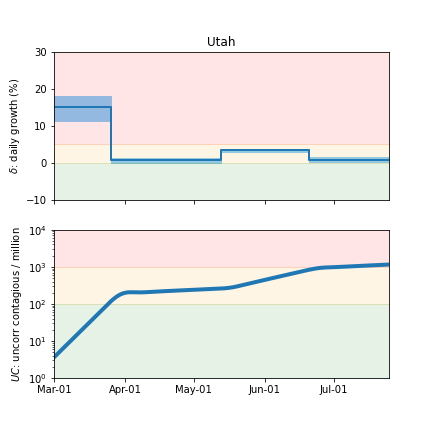 Utah
δ: daily growth (%)
30
20
10
0
−10
UC: uncorr contagious / million
10⁴
10³
10²
10¹
10⁰
Mar-01 Apr-01 May-01 Jun-01 Jul-01